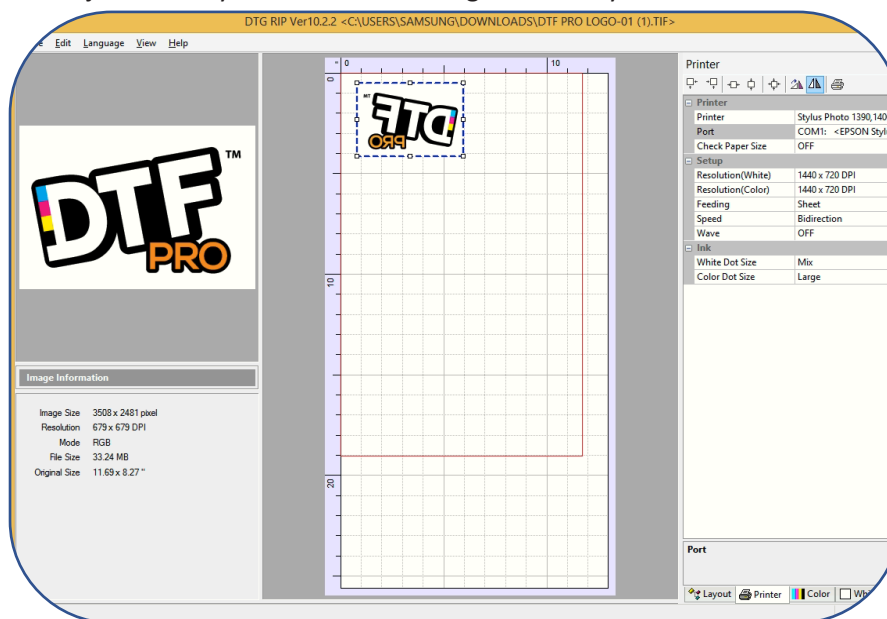 DTG RIP Ver10.2.2 <C:\USERS\SAMSUNG\DOWNLOADS\DTF PRO LOGO-01 (1).TIF>
Edit Language View Help
DTF
PRO
TM
Image Information
Image Size 3508 x 2481 pixel
Resolution 679 x 679 DPI
Mode RGB
File Size 33.24 MB
Original Size 11.69 x 8.27 "
" 0 10
0
10
20
DTF
PRO
TM
Printer
Printer
Printer Stylus Photo 1390,140
Port COM1: <EPSON Styl
Check Paper Size OFF
Setup
Resolution(White) 1440 x 720 DPI
Resolution(Color) 1440 x 720 DPI
Feeding Sheet
Speed Bidirection
Wave OFF
Ink
White Dot Size Mix
Color Dot Size Large
Port
Layout Printer Color